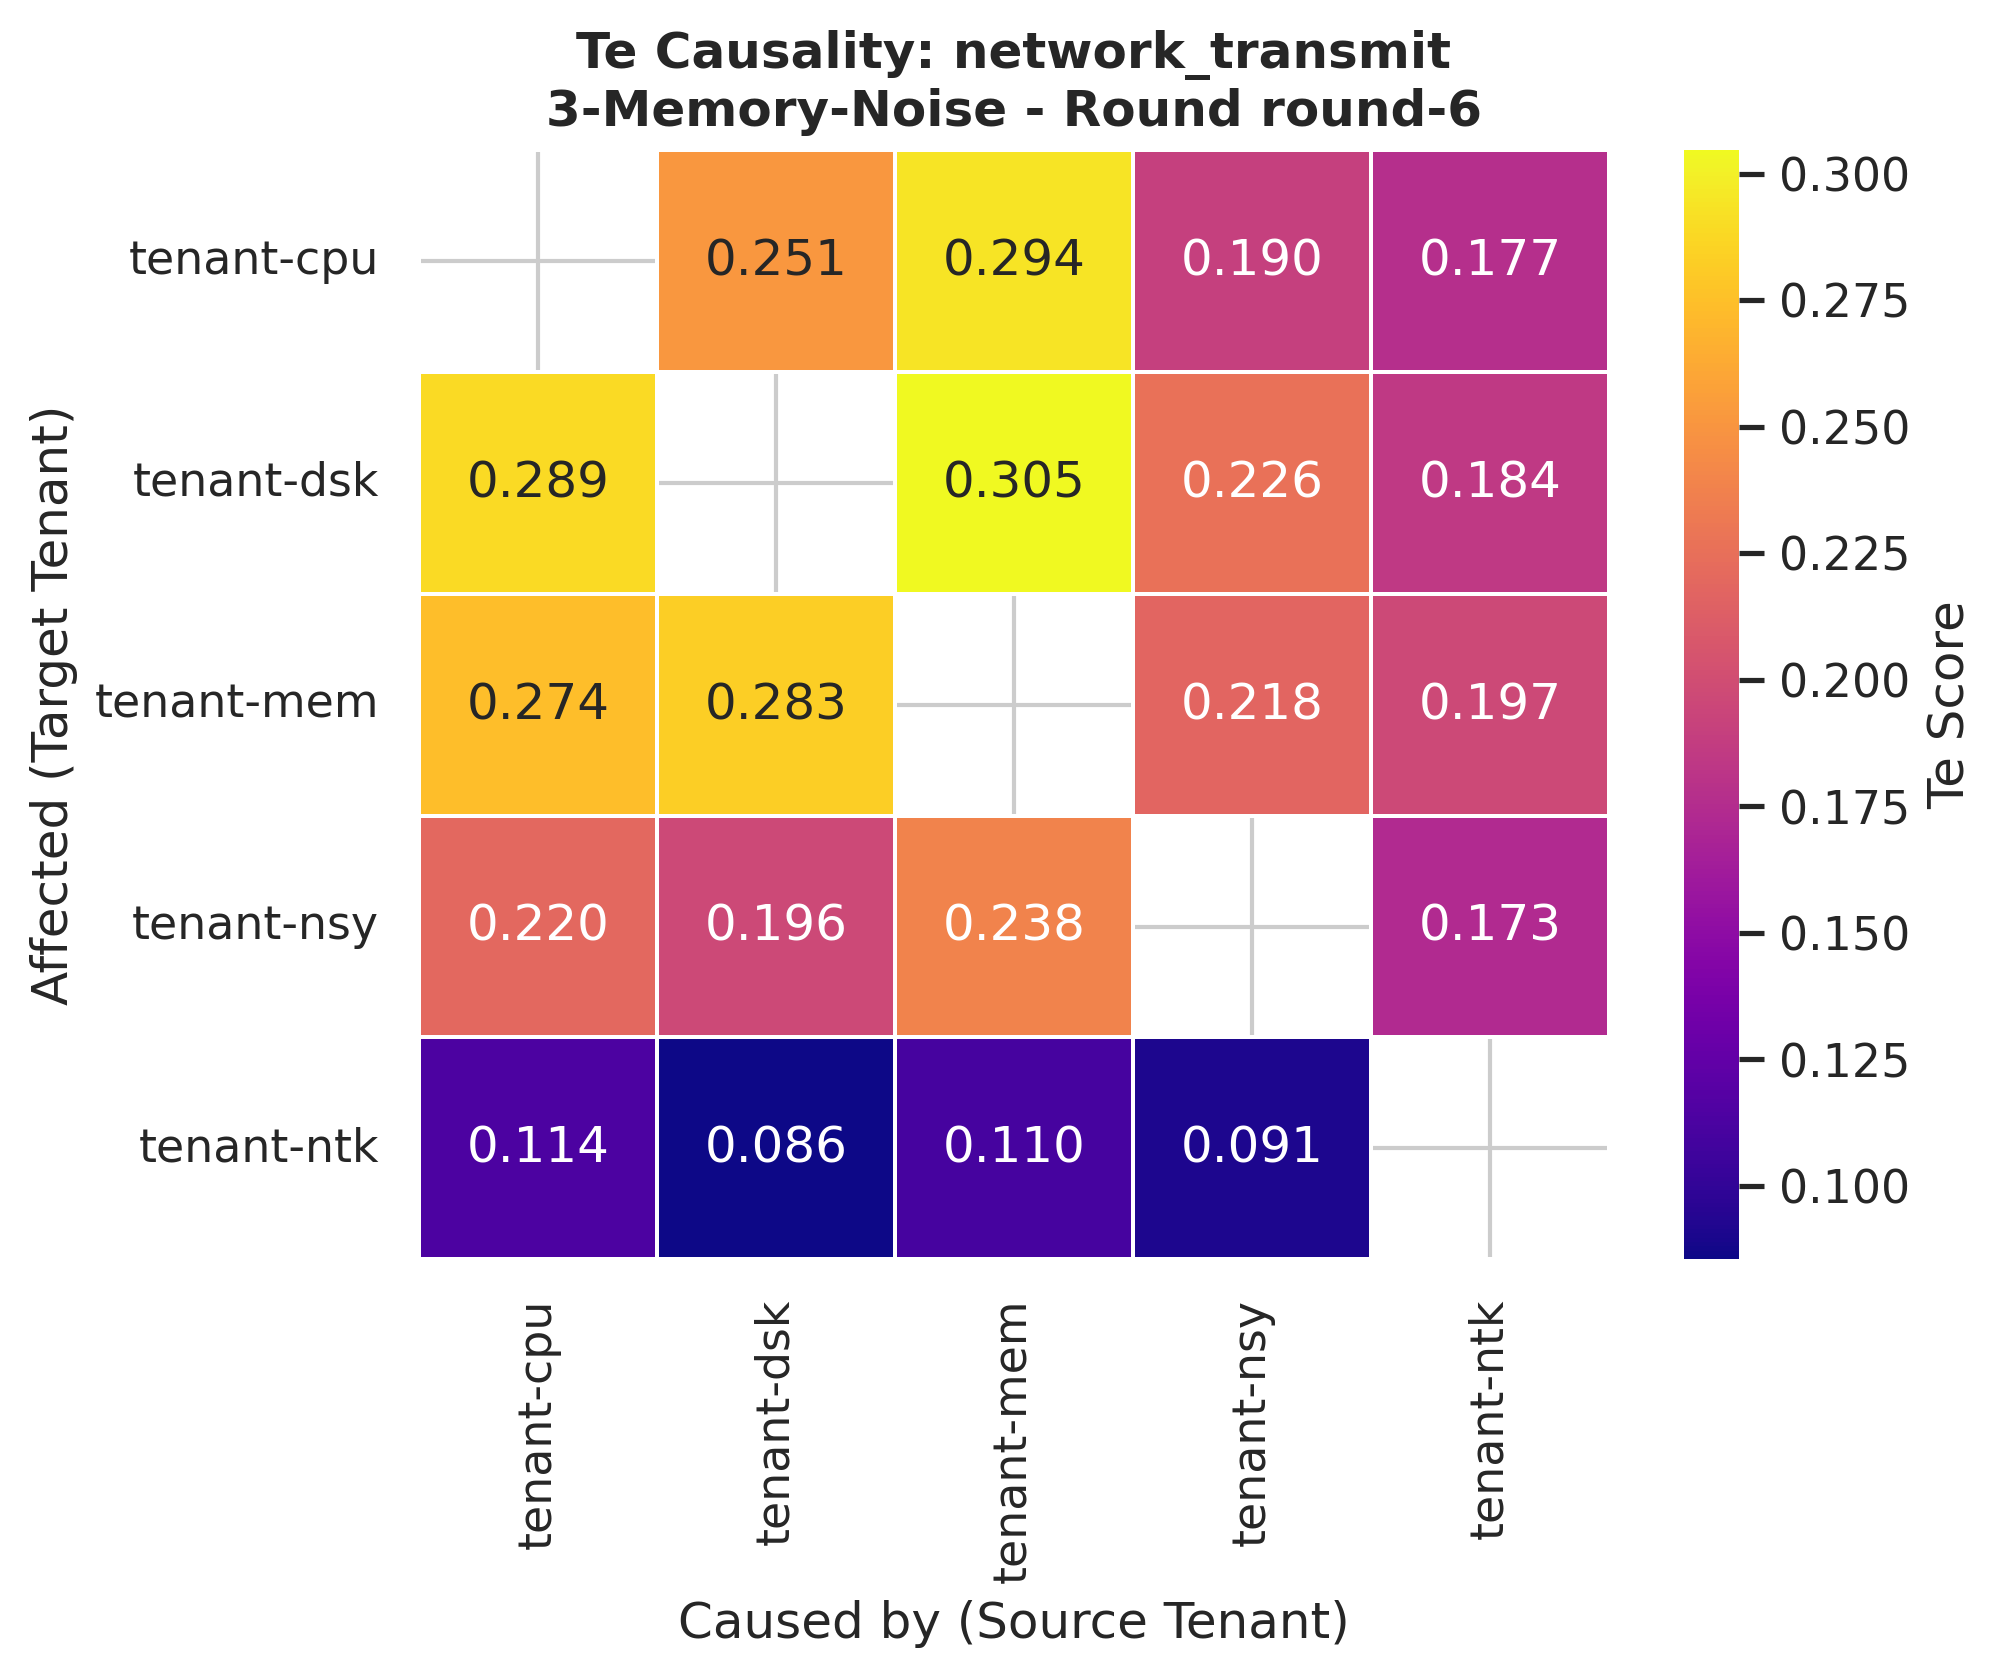 Te Causality: network_transmit
3-Memory-Noise - Round round-6
Affected (Target Tenant)
tenant-cpu 0.251 0.294 0.190 0.177
tenant-dsk 0.289 0.305 0.226 0.184
tenant-mem 0.274 0.283 0.218 0.197
tenant-nsy 0.220 0.196 0.238 0.173
tenant-ntk 0.114 0.086 0.110 0.091
tenant-cpu
tenant-dsk
tenant-mem
tenant-nsy
tenant-ntk
Caused by (Source Tenant)
0.300
0.275
0.250
0.225
0.200
0.175
0.150
0.125
0.100
Te Score